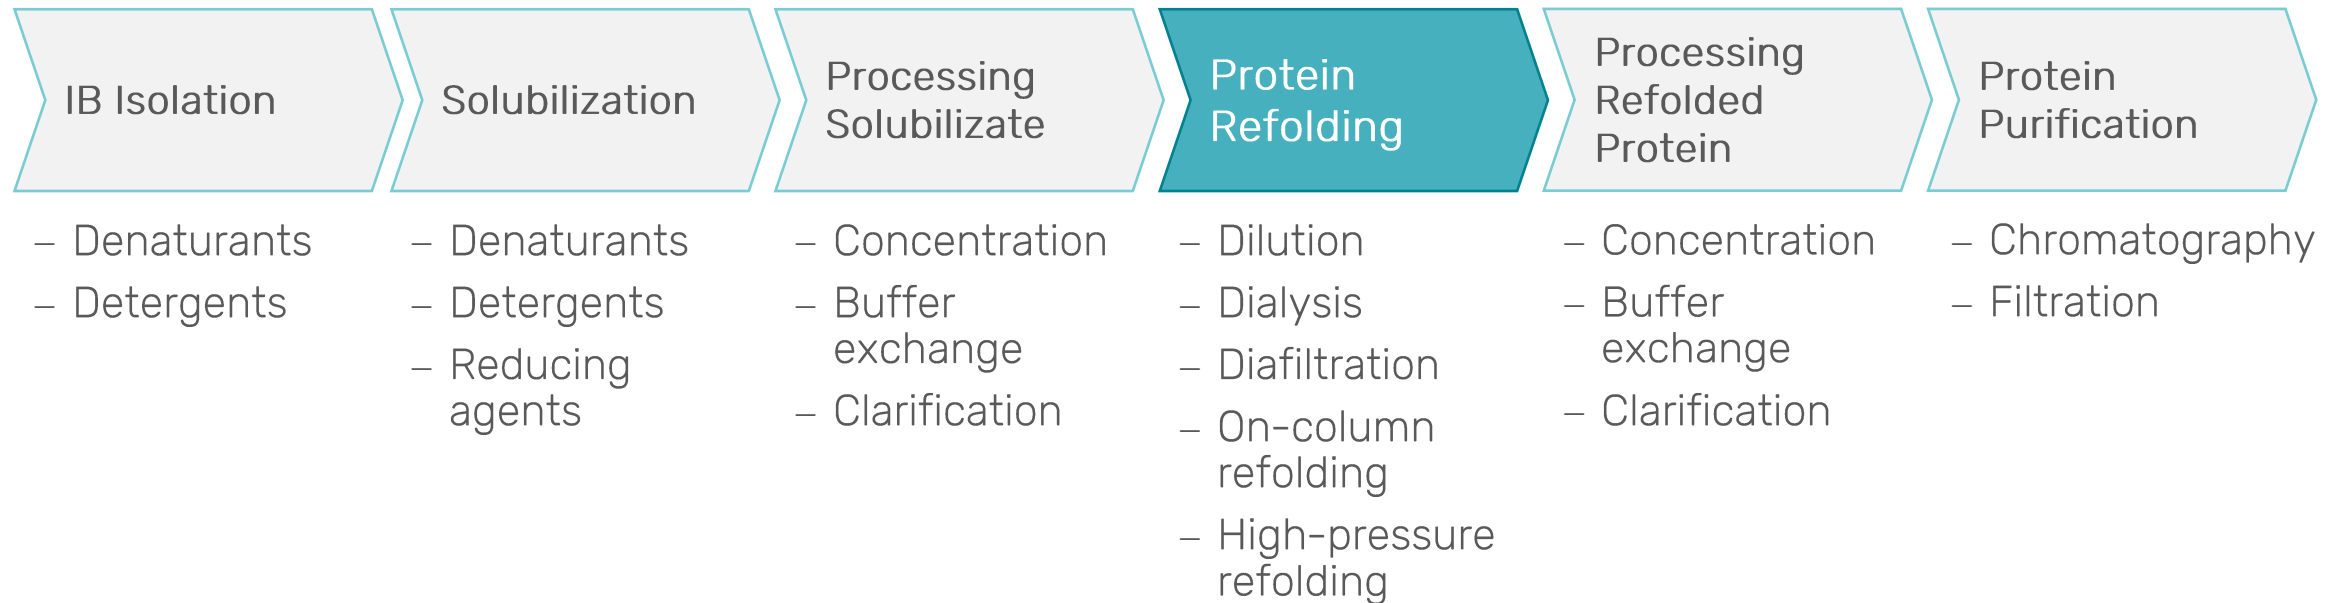 IB Isolation
Solubilization
Processing
Solubilizate
Protein
Refolding
Processing
Refolded
Protein
Protein
Purification
– Denaturants
– Detergents
– Denaturants
– Detergents
– Reducing
agents
– Concentration
– Buffer
exchange
– Clarification
– Dilution
– Dialysis
– Diafiltration
– On-column
refolding
– High-pressure
refolding
– Concentration
– Buffer
exchange
– Clarification
– Chromatography
– Filtration